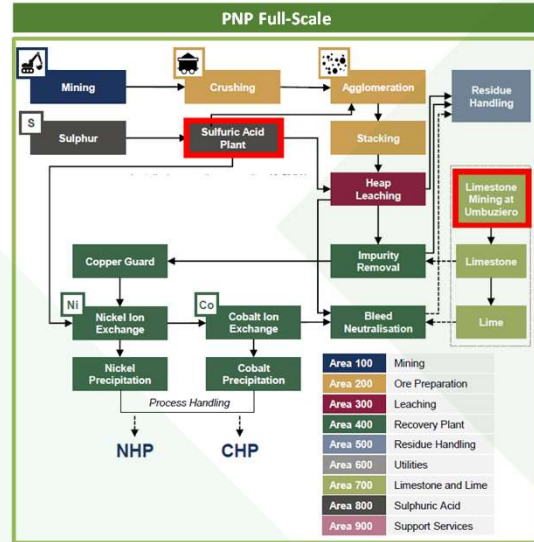 PNP Full-Scale
Mining
Crushing
Agglomeration
Residue
Handling
S
Sulphur
Sulfuric Acid
Plant
Stacking
Heap
Leaching
Limestone
Mining at
Umbuziero
Copper Guard
Impurity
Removal
Limestone
Ni
Nickel Ion
Exchange
Co
Cobalt Ion
Exchange
Bleed
Neutralisation
Lime
Nickel
Precipitation
Cobalt
Precipitation
Process Handling
NHP
CHP
Area 100 Mining
Area 200 Ore Preparation
Area 300 Leaching
Area 400 Recovery Plant
Area 500 Residue Handling
Area 600 Utilities
Area 700 Limestone and Lime
Area 800 Sulphuric Acid
Area 900 Support Services